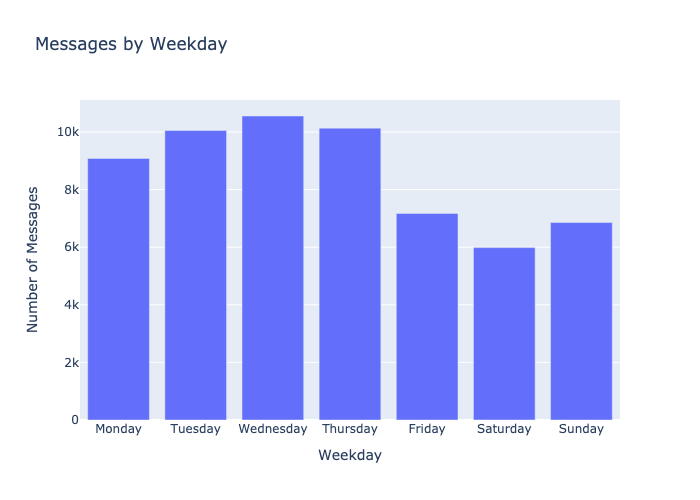 Messages by Weekday
Number of Messages
10k
8k
6k
4k
2k
0
Monday Tuesday Wednesday Thursday Friday Saturday Sunday
Weekday